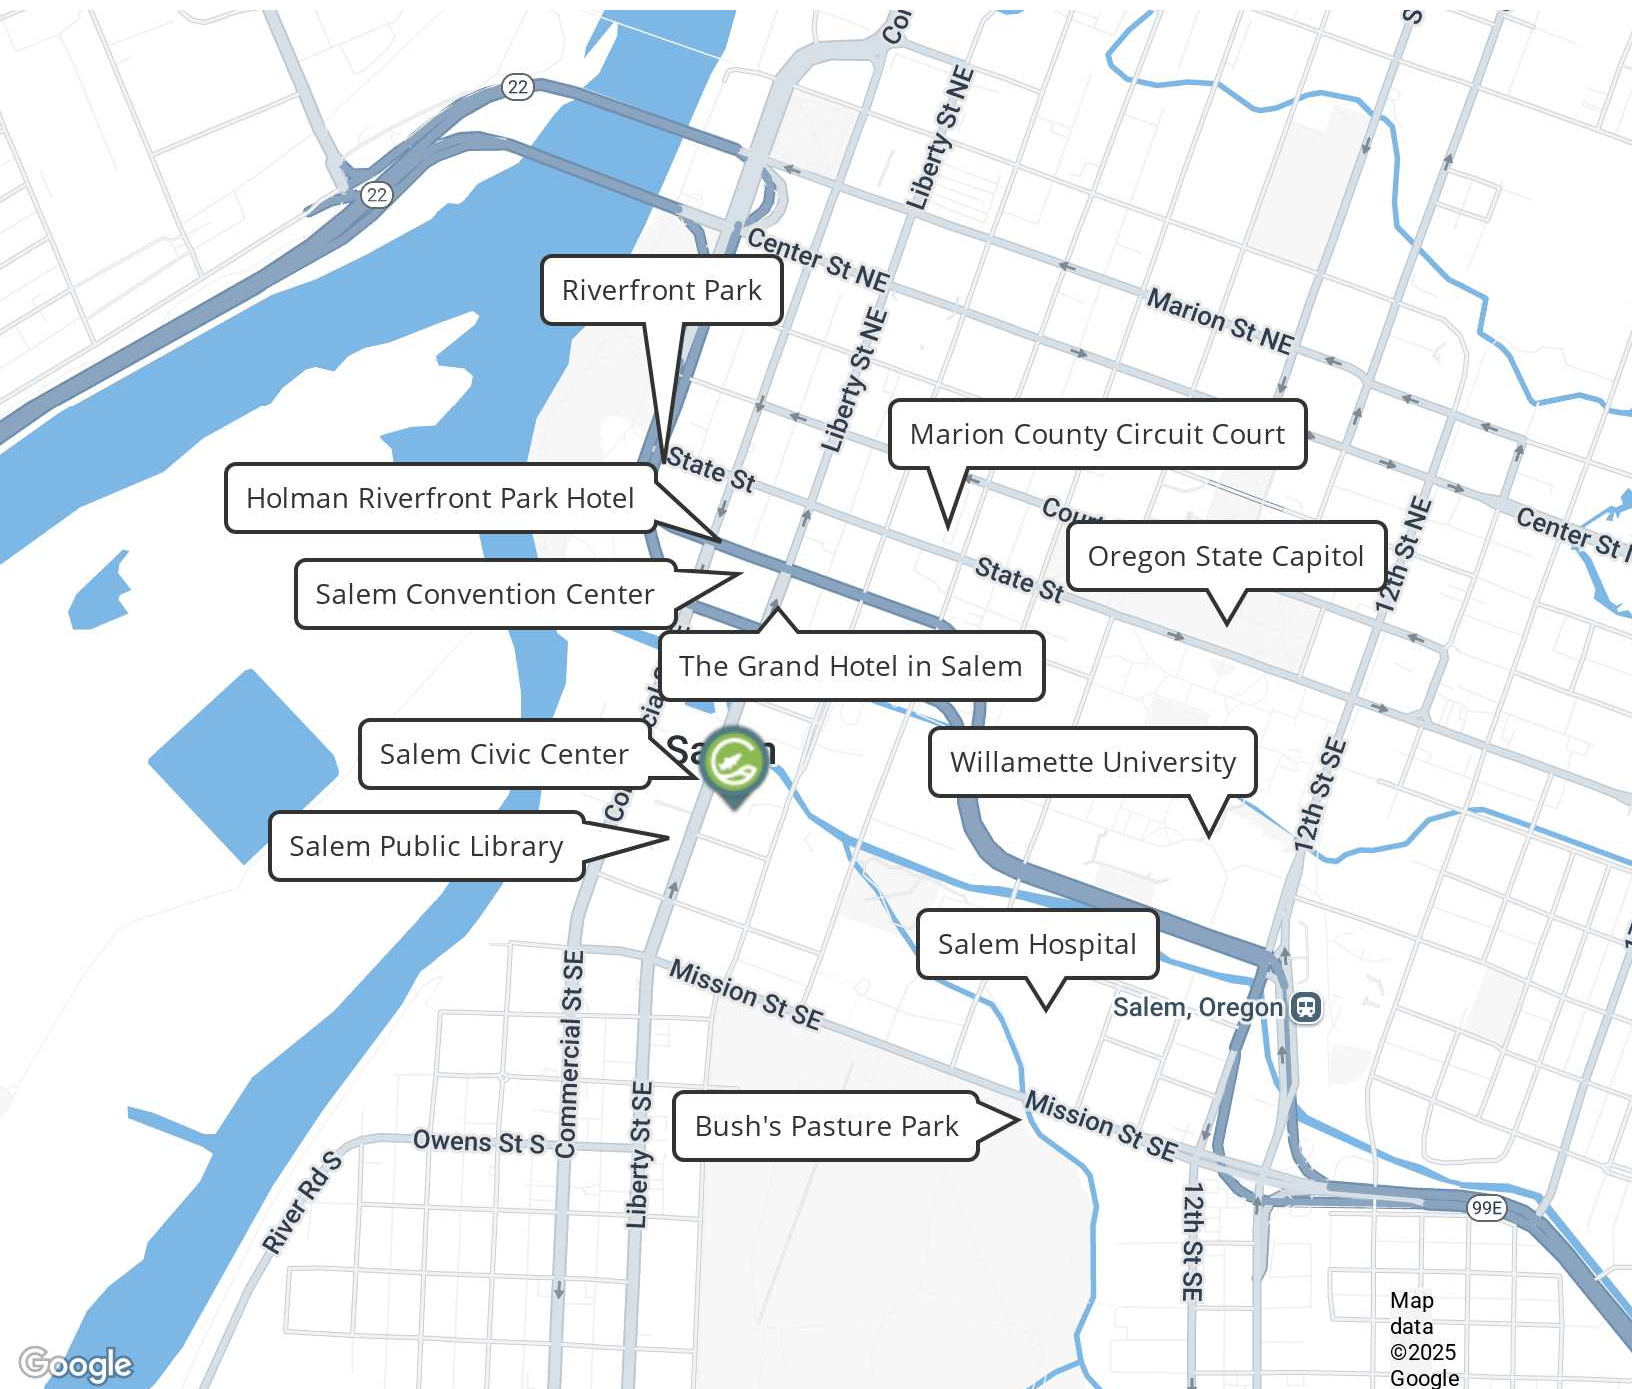 Liberty St NE
22
22
Center St NE
Riverfront Park
Marion St NE
Liberty St NE
Marion County Circuit Court
State St
Holman Riverfront Park Hotel
12th St NE
Center St
Oregon State Capitol
State St
Salem Convention Center
The Grand Hotel in Salem
Salem Civic Center
Willamette University
12th St SE
Salem Public Library
Salem Hospital
Mission St SE
Salem, Oregon
Commercial St SE
Liberty St SE
Bush's Pasture Park
Mission St SE
Owens St S
River Rd S
12th St SE
99E
Map
data
©2025
Google
Google